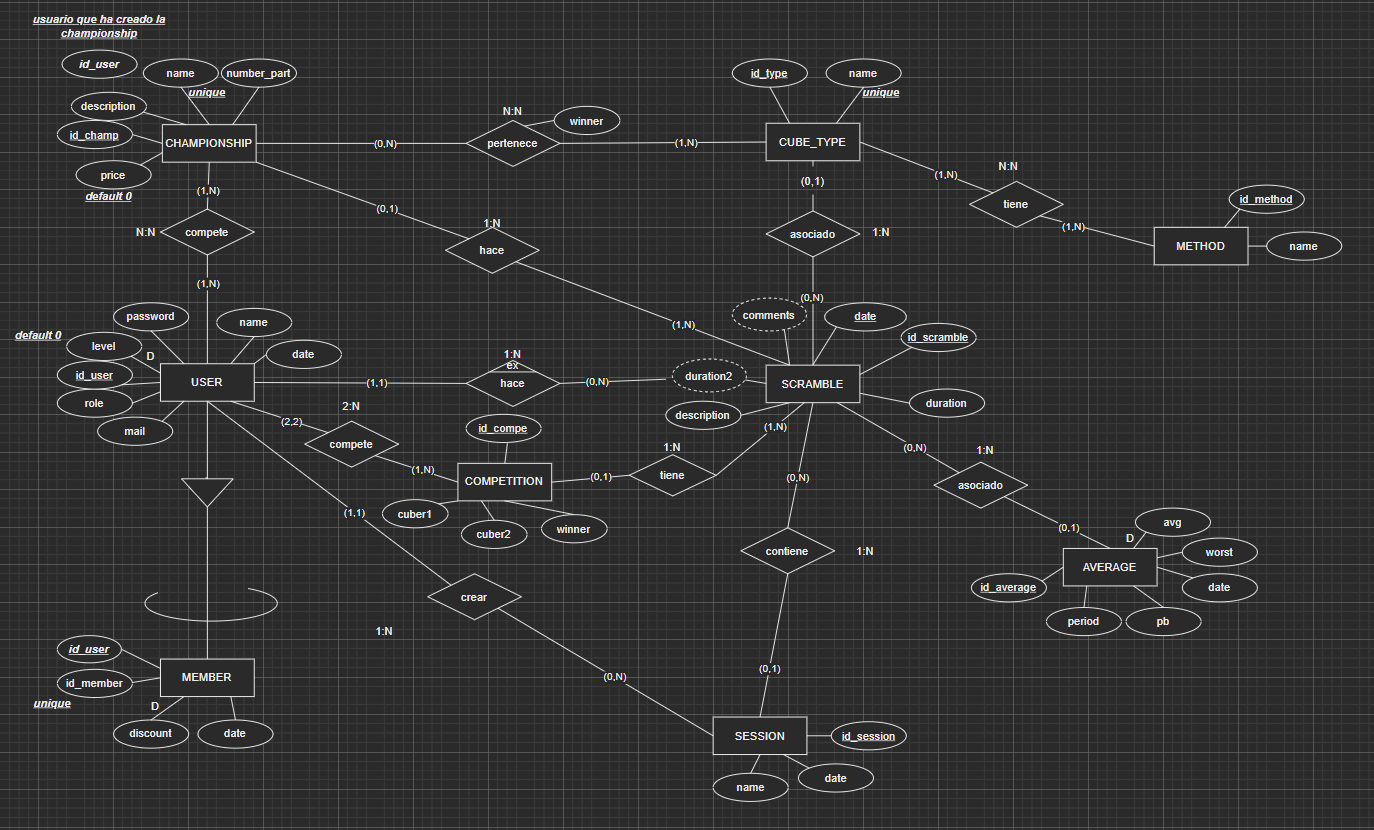 usuario que ha creado la
championship
id_user
name
number_part
unique
description
id_champ
CHAMPIONSHIP
price
default 0
(0,N)
N:N
winner
pertenece
(1,N)
id_type
name
unique
CUBE_TYPE
(1,N)
N:N
tiene
(1,N)
id_method
METHOD
name
(1,N)
N:N
compete
(1,N)
(0,1)
1:N
hace
(1,N)
(0,1)
asociado
1:N
(0,N)
password
name
default 0
level
D
date
id_user
USER
role
mail
(1,1)
1:N
ex
hace
(0,N)
comments
date
id_scramble
duration2
SCRAMBLE
duration
description
(2,2)
2:N
compete
(1,N)
id_compe
COMPETITION
cuber1
cuber2
winner
(0,1)
1:N
tiene
(1,N)
(0,N)
1:N
asociado
(0,1)
avg
D
worst
AVERAGE
id_average
date
period
pb
(0,N)
contiene
1:N
(0,1)
(1,1)
crear
1:N
(0,N)
id_user
id_member
MEMBER
unique
D
discount
date
SESSION
id_session
name
date